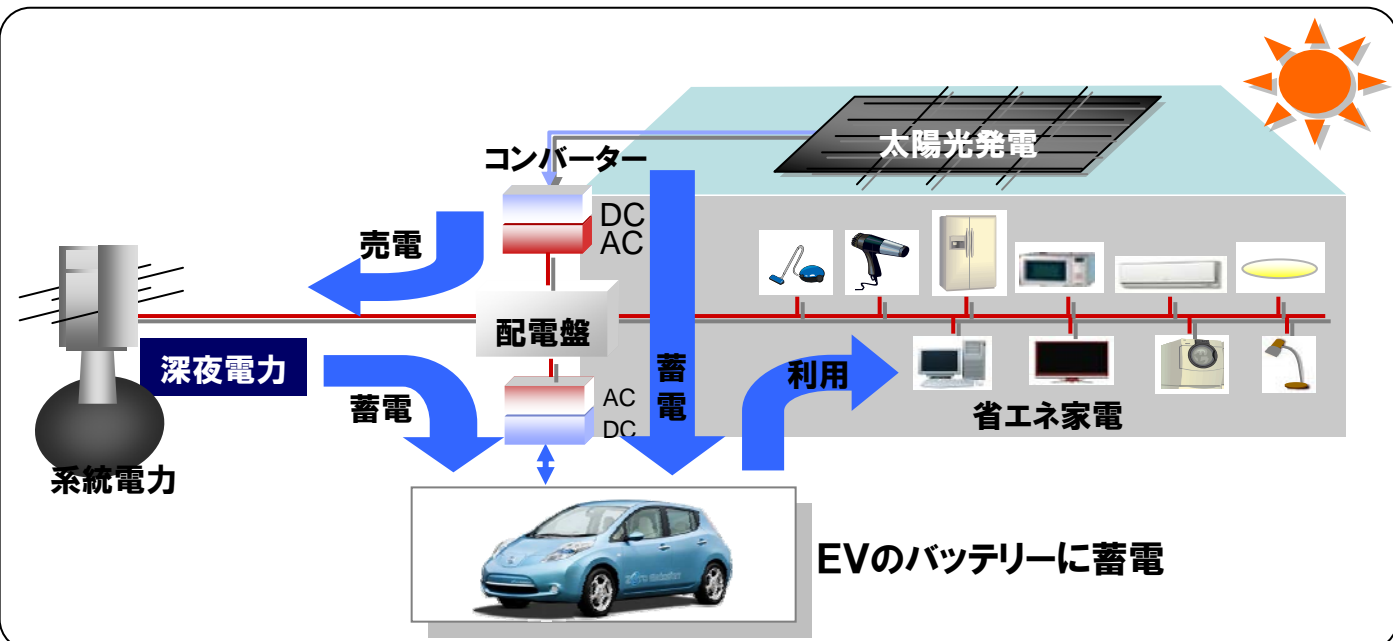 太陽光発電
コンバーター
DC
AC
売電
配電盤
深夜電力
蓄電
AC
DC
蓄電
利用
省エネ家電
系統電力
EVのバッテリーに蓄電